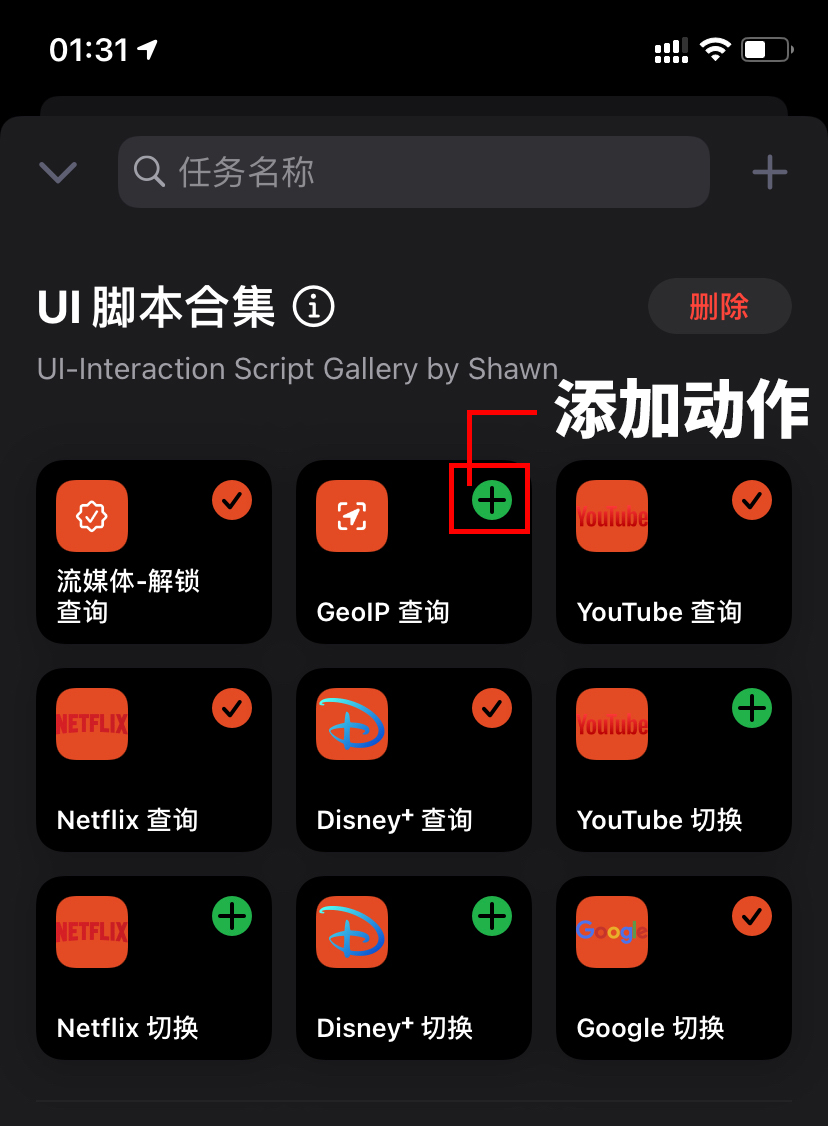 01:31
任务名称
UI 脚本合集
删除
UI-Interaction Script Gallery by Shawn
添加动作
流媒体-解锁
查询
GeoIP 查询
YouTube
YouTube 查询
NETFLIX
Netflix 查询
Disney+ 查询
YouTube
YouTube 切换
NETFLIX
Netflix 切换
Disney+ 切换
Google
Google 切换